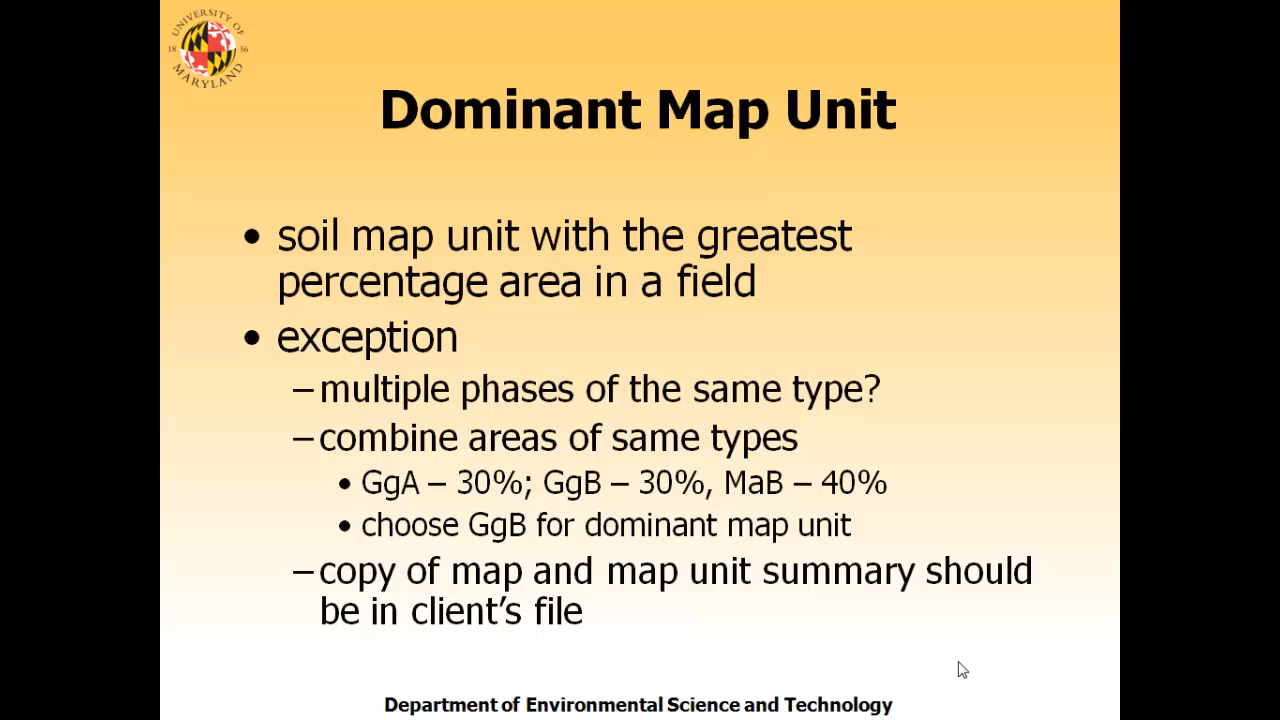 UNIVERSITY OF
18 56
MARYLAND
Dominant Map Unit
• soil map unit with the greatest
percentage area in a field
• exception
– multiple phases of the same type?
– combine areas of same types
• GgA – 30%; GgB – 30%, MaB – 40%
• choose GgB for dominant map unit
– copy of map and map unit summary should
be in client’s file
Department of Environmental Science and Technology